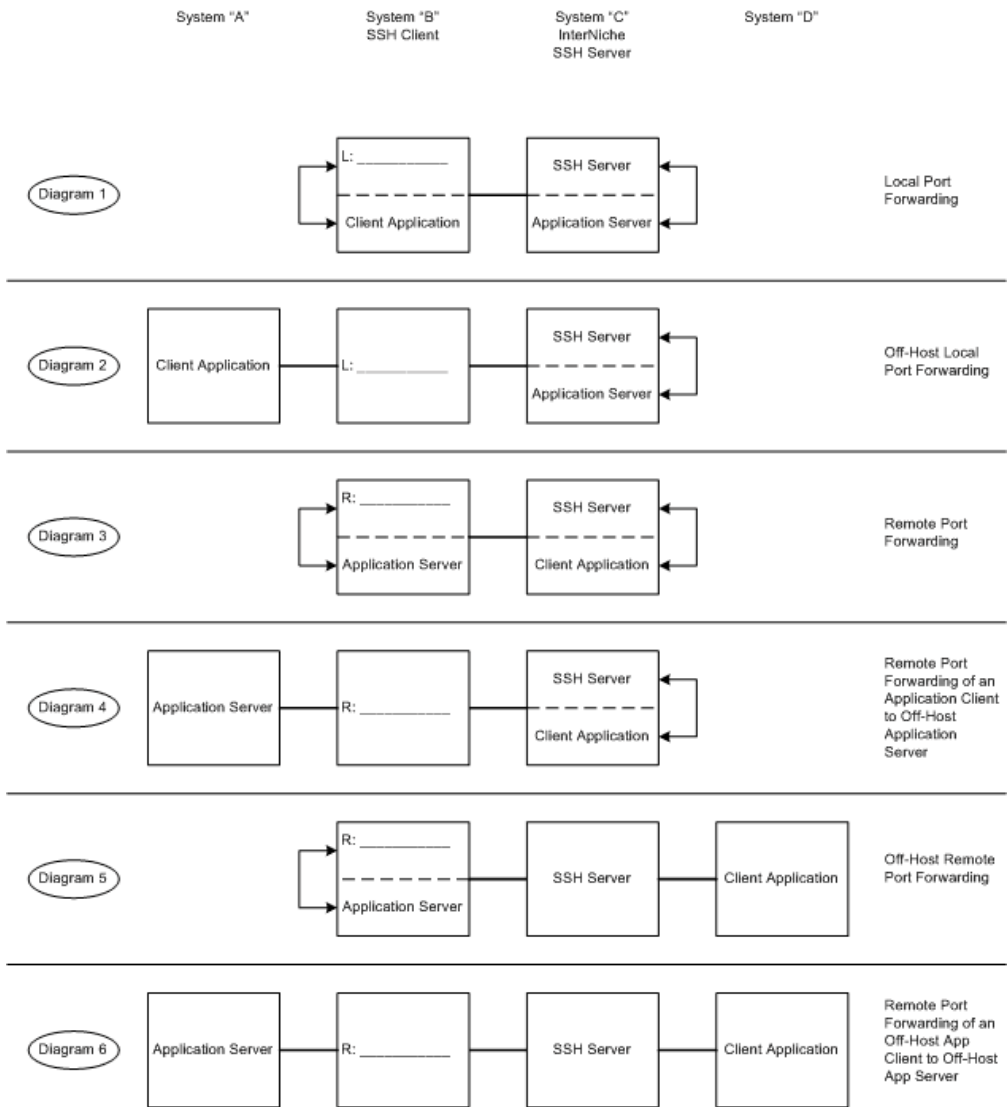 System “A”
System “B”
SSH Client
System “C”
InterNiche
SSH Server
System “D”
Diagram 1
L: ___________
Client Application
SSH Server
Application Server
Local Port
Forwarding
Diagram 2
Client Application
L: ___________
SSH Server
Application Server
Off-Host Local
Port Forwarding
Diagram 3
R: ___________
Application Server
SSH Server
Client Application
Remote Port
Forwarding
Diagram 4
Application Server
R: ___________
SSH Server
Client Application
Remote Port
Forwarding of an
Application Client
to Off-Host
Application
Server
Diagram 5
R: ___________
Application Server
SSH Server
Client Application
Off-Host Remote
Port Forwarding
Diagram 6
Application Server
R: ___________
SSH Server
Client Application
Remote Port
Forwarding of an
Off-Host App
Client to Off-Host
App Server